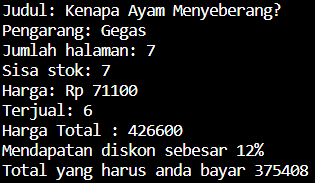 Judul: Kenapa Ayam Menyeberang?
Pengarang: Gegas
Jumlah halaman: 7
Sisa stok: 7
Harga: Rp 71100
Terjual: 6
Harga Total : 426600
Mendapatan diskon sebesar 12%
Total yang harus anda bayar 375408